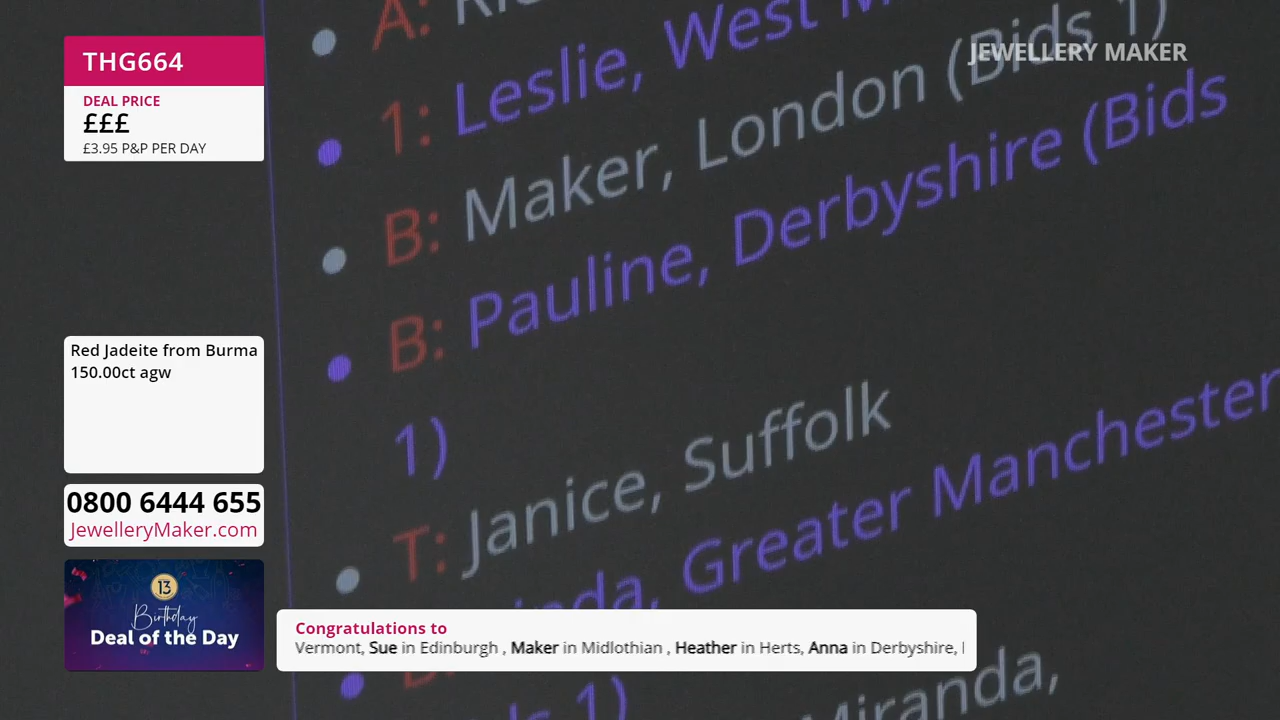 THG664
DEAL PRICE
£££
£3.95 P&P PER DAY
JEWELLERY MAKER
A:
1: Leslie, West
B: Maker, London (Bids 1)
B: Pauline, Derbyshire (Bids
1)
T: Janice, Suffolk
Greater Manchester
Miranda,
1)
Red Jadeite from Burma
150.00ct agw
0800 6444 655
JewelleryMaker.com
13
Birthday
Deal of the Day
Congratulations to
Vermont, Sue in Edinburgh , Maker in Midlothian , Heather in Herts, Anna in Derbyshire,